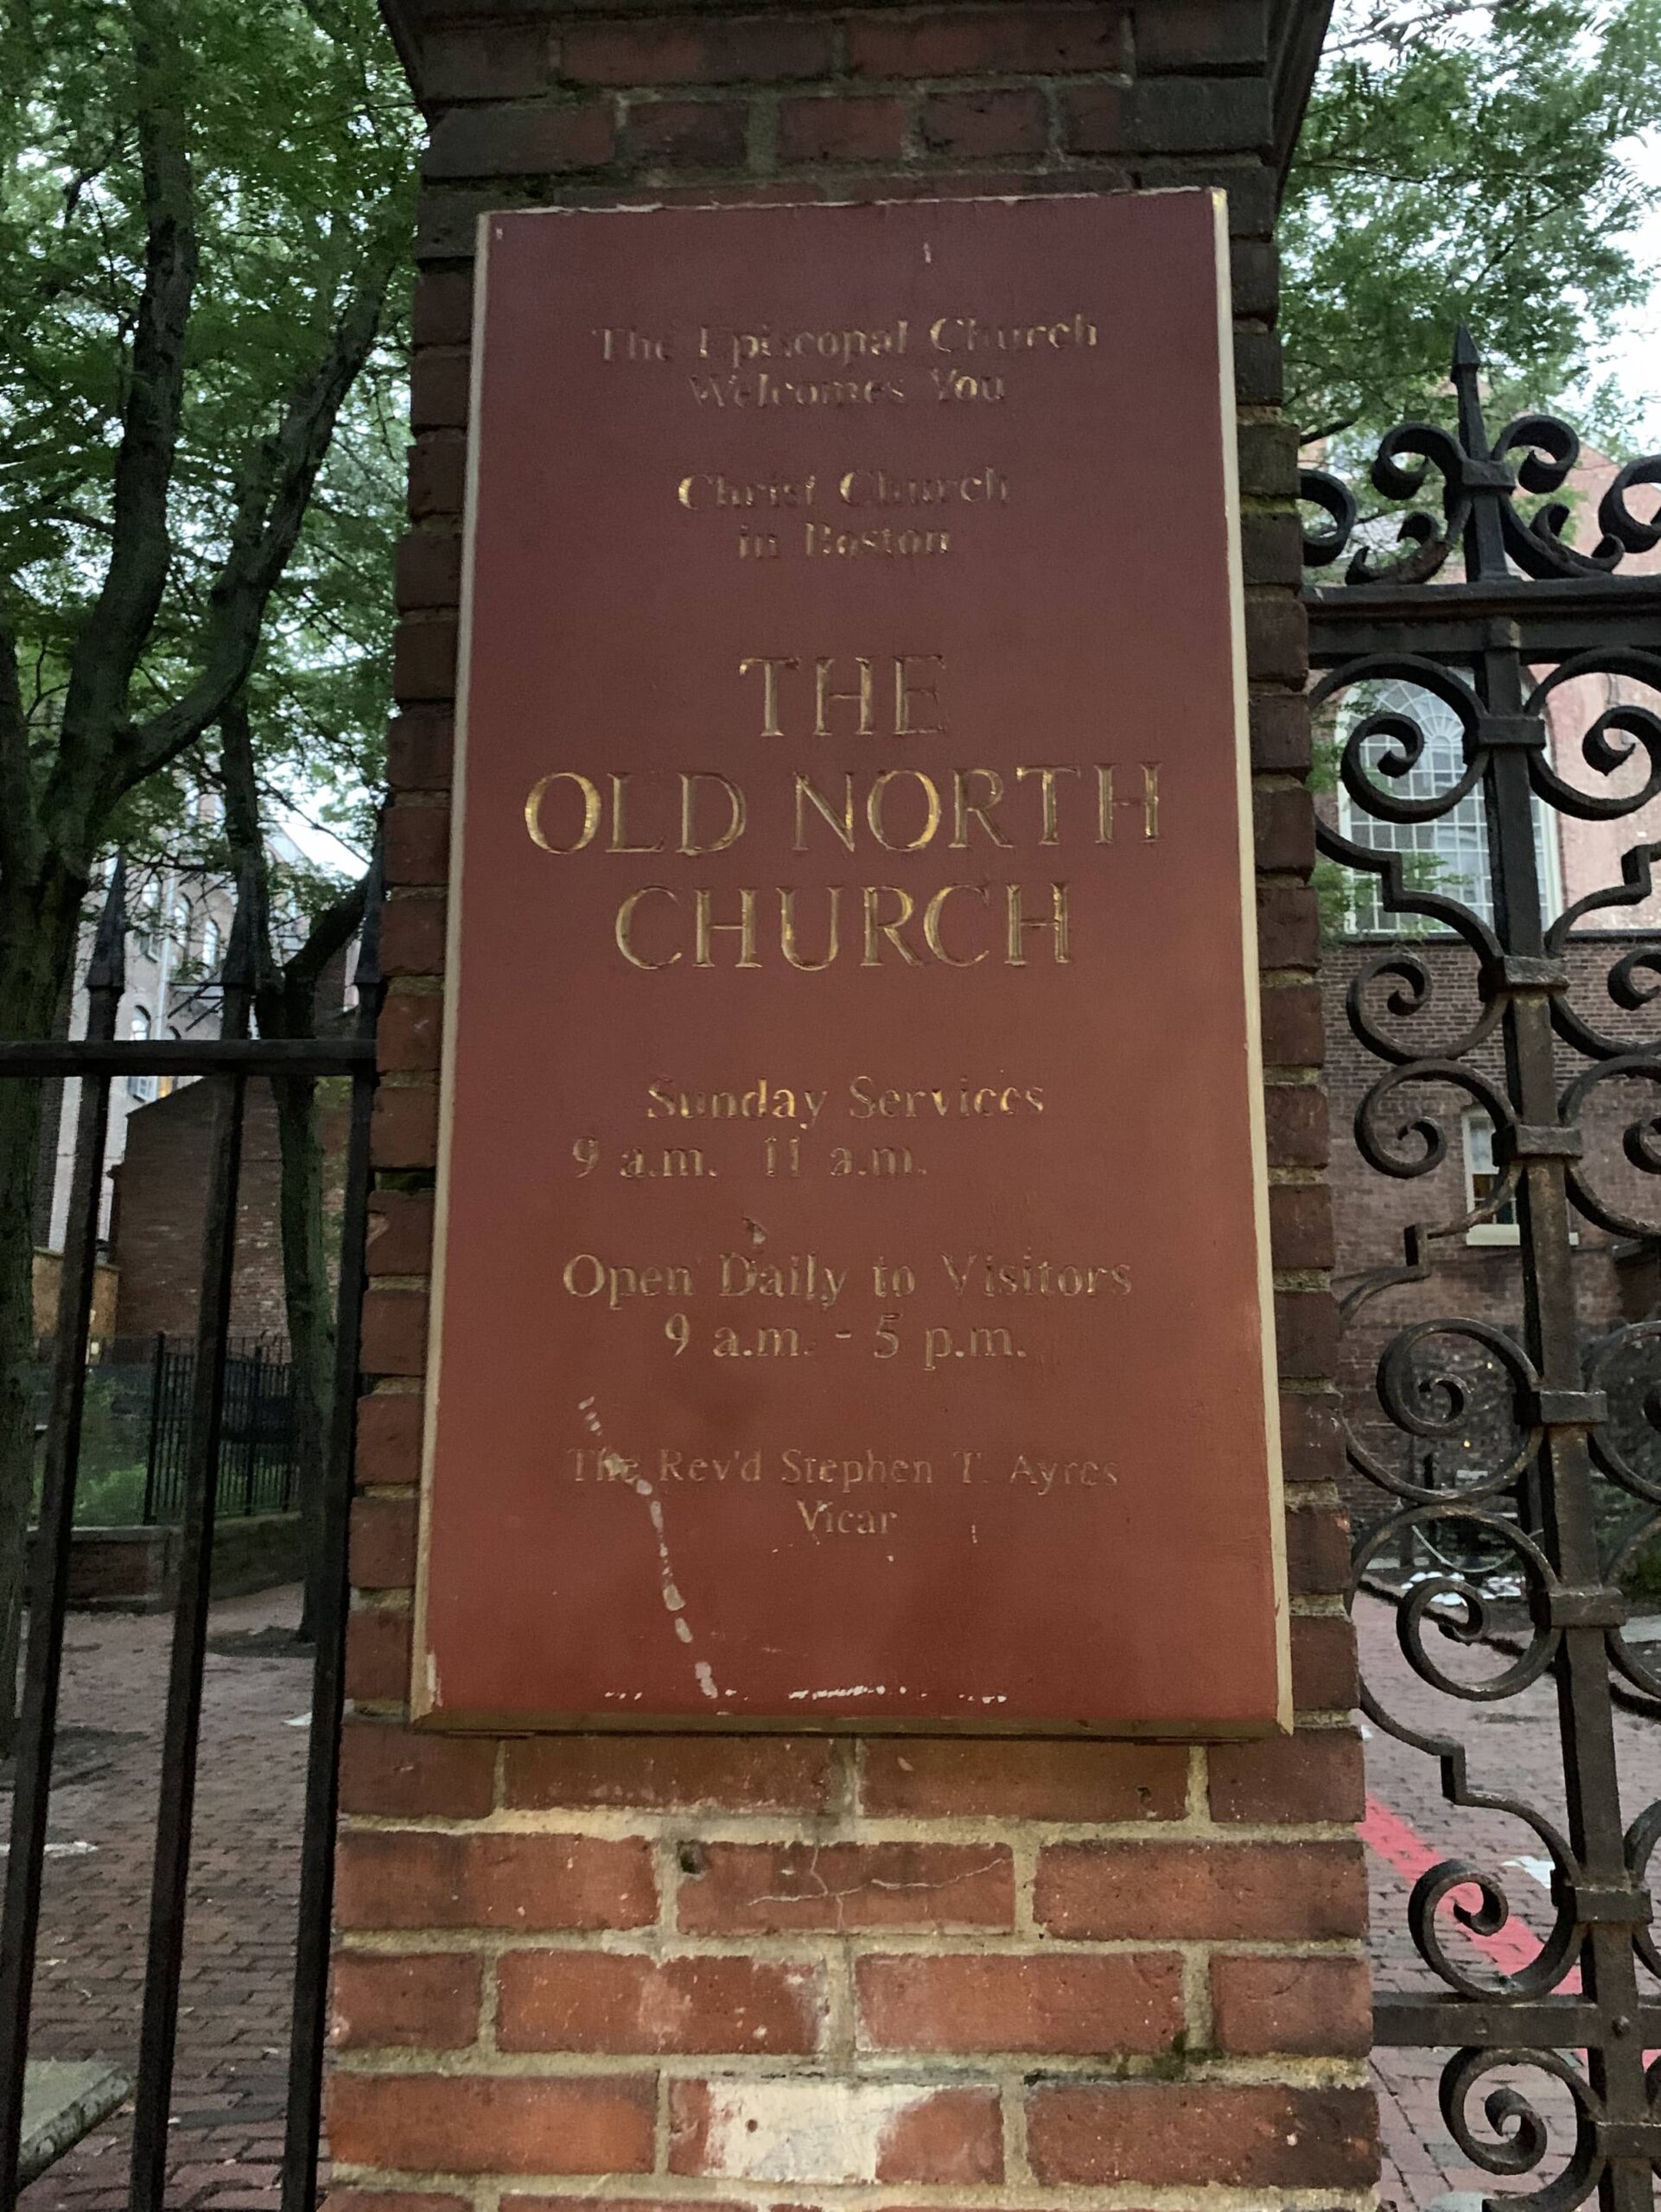 The Episcopal Church
Welcomes You
Christ Church
in Boston
THE
OLD NORTH
CHURCH
Sunday Services
9 a.m. 11 a.m.
Open Daily to Visitors
9 a.m. - 5 p.m.
The Rev'd Stephen T. Ayres
Vicar